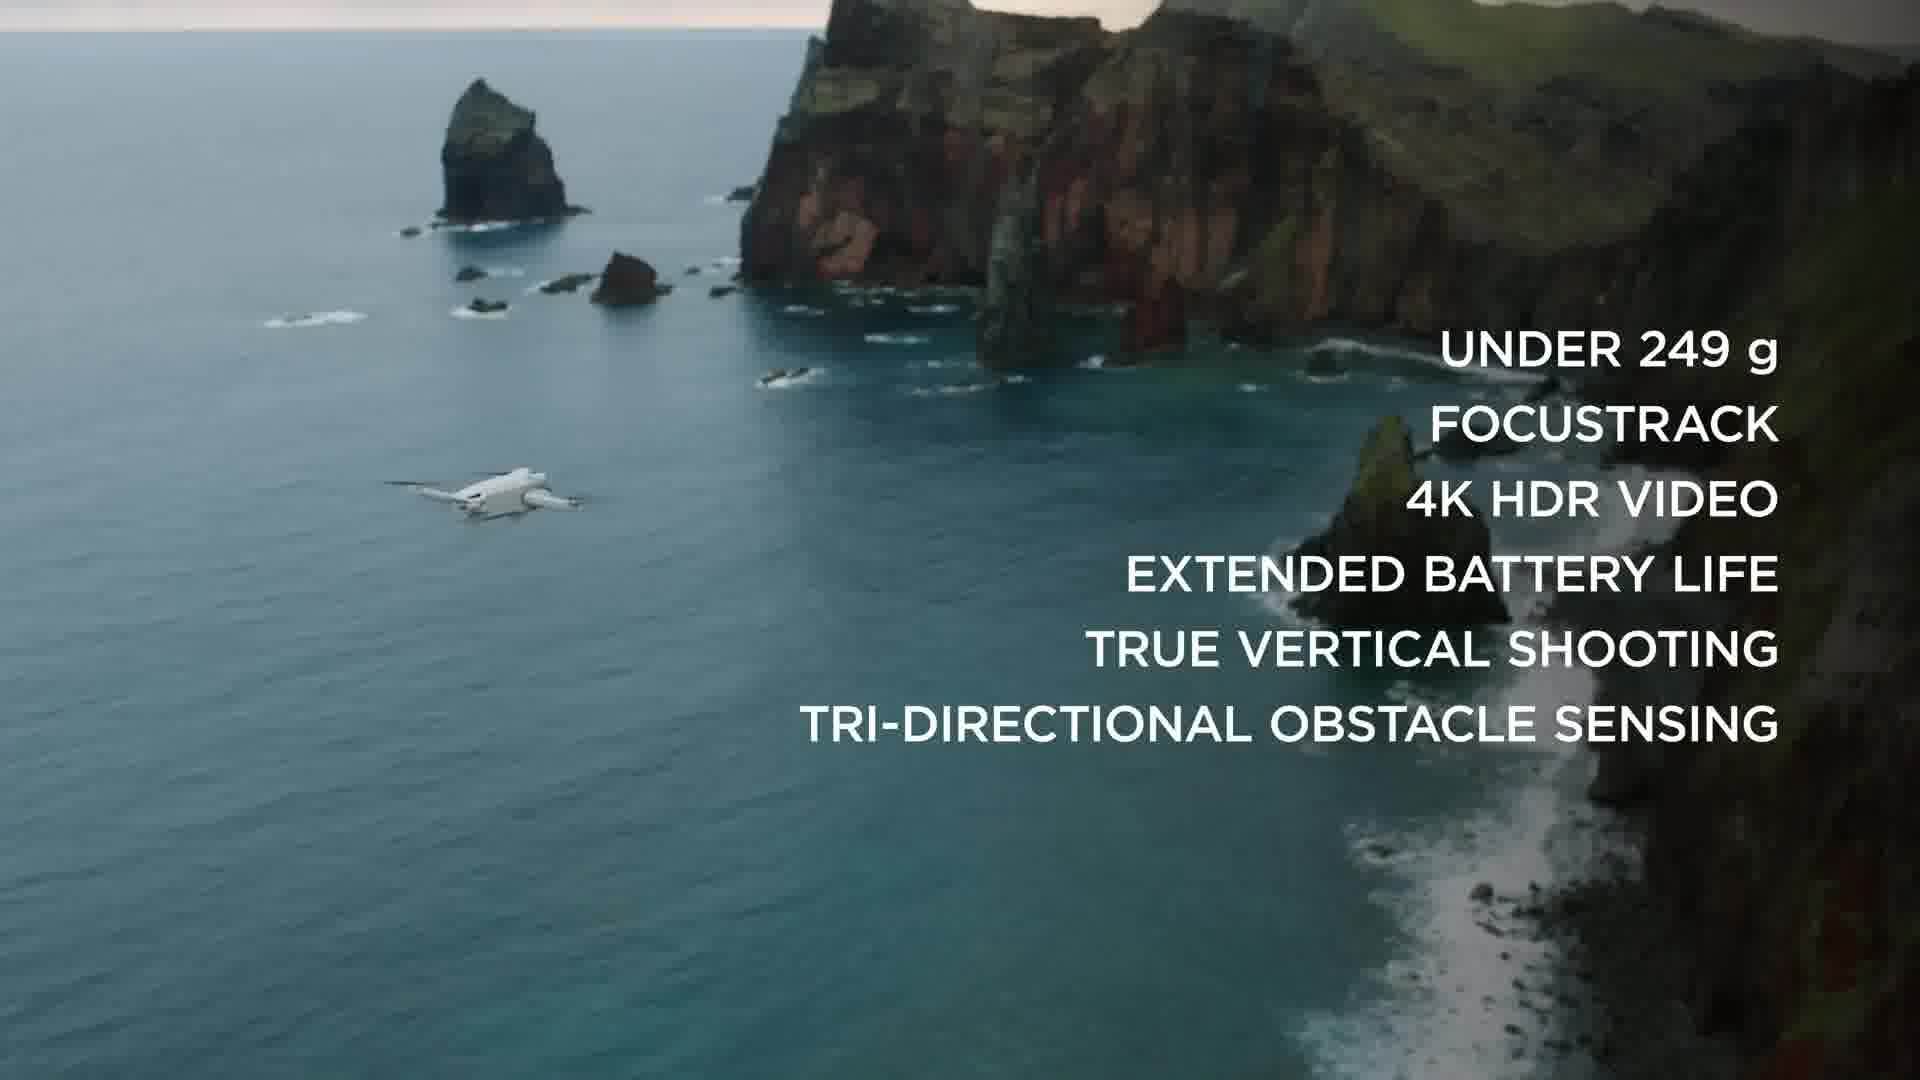 UNDER 249 g
FOCUSTRACK
4K HDR VIDEO
EXTENDED BATTERY LIFE
TRUE VERTICAL SHOOTING
TRI-DIRECTIONAL OBSTACLE SENSING